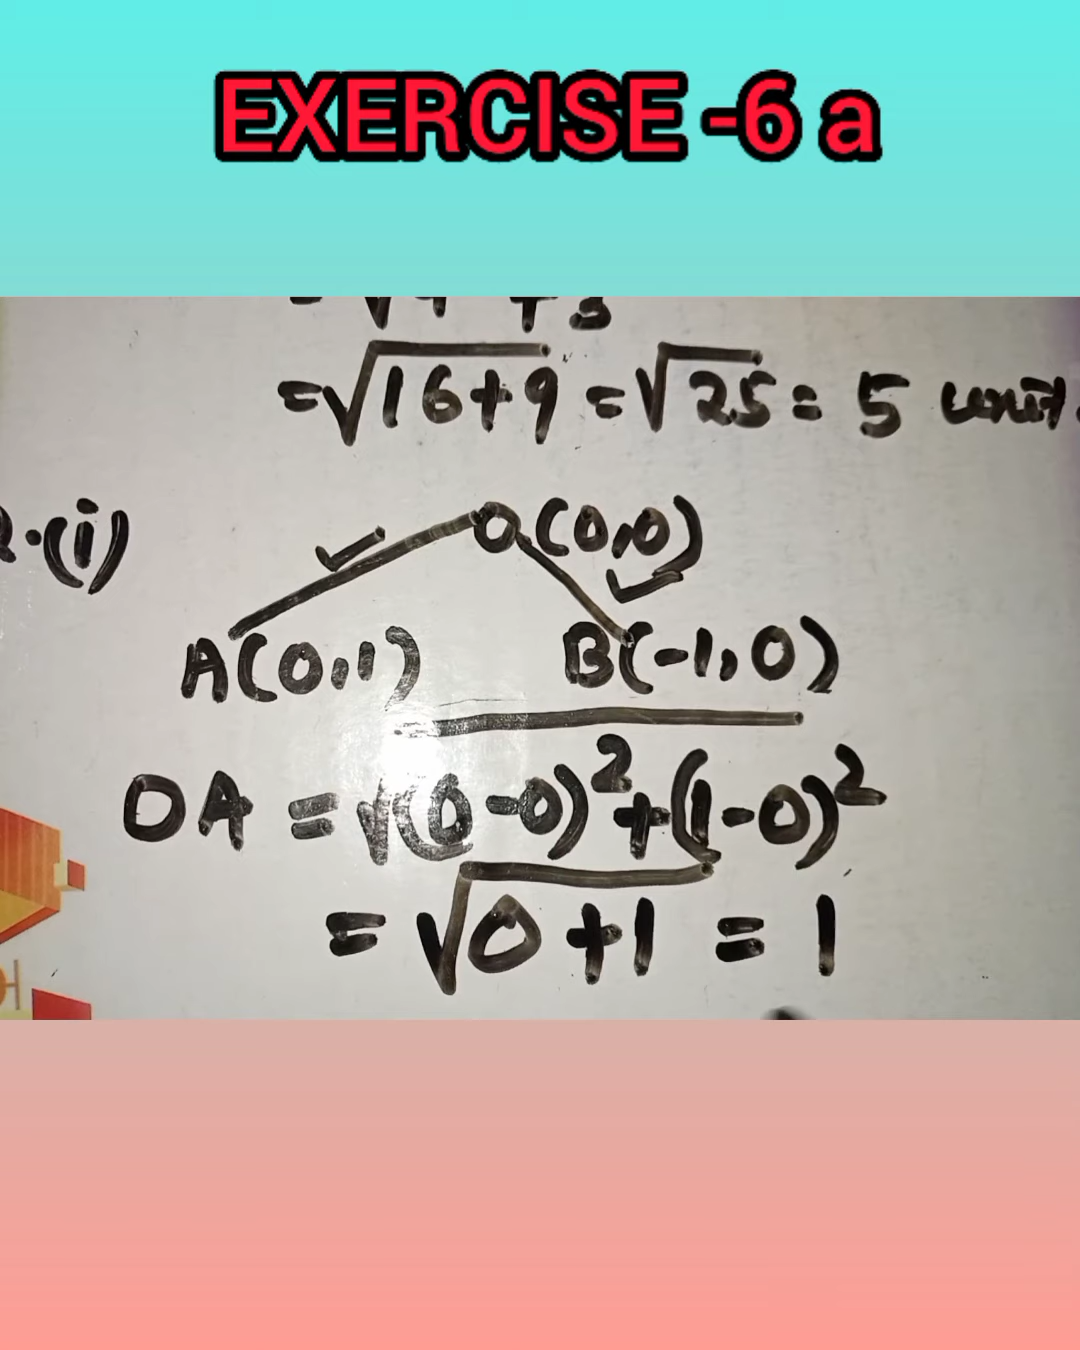 EXERCISE -6 a
=√16+9 =√25 = 5 unit.
2.(i)
O(0,0)
A(0,1) B(-1,0)
OA = √(0-0)²+(1-0)²
= √0+1 = 1